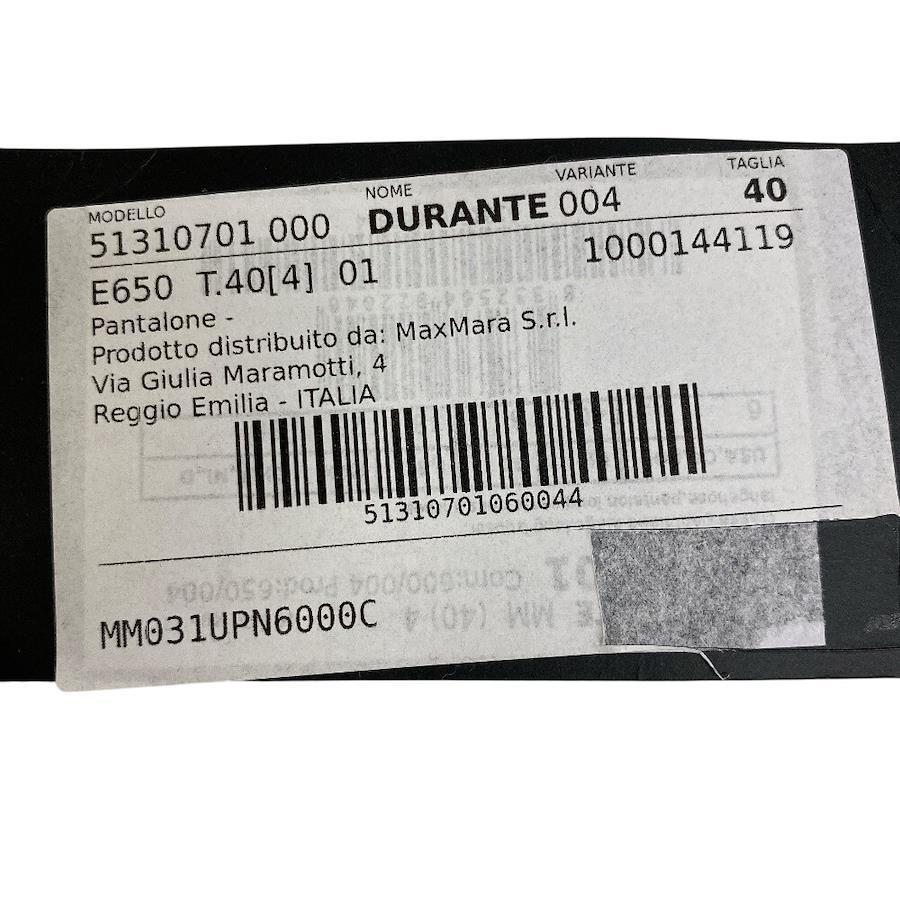 MODELLO NOME VARIANTE TAGLIA
51310701 000 DURANTE 004 40
E650 T.40[4] 01 1000144119
Pantalone -
Prodotto distribuito da: MaxMara S.r.l.
Via Giulia Maramotti, 4
Reggio Emilia - ITALIA
51310701060044
MM031UPN6000C